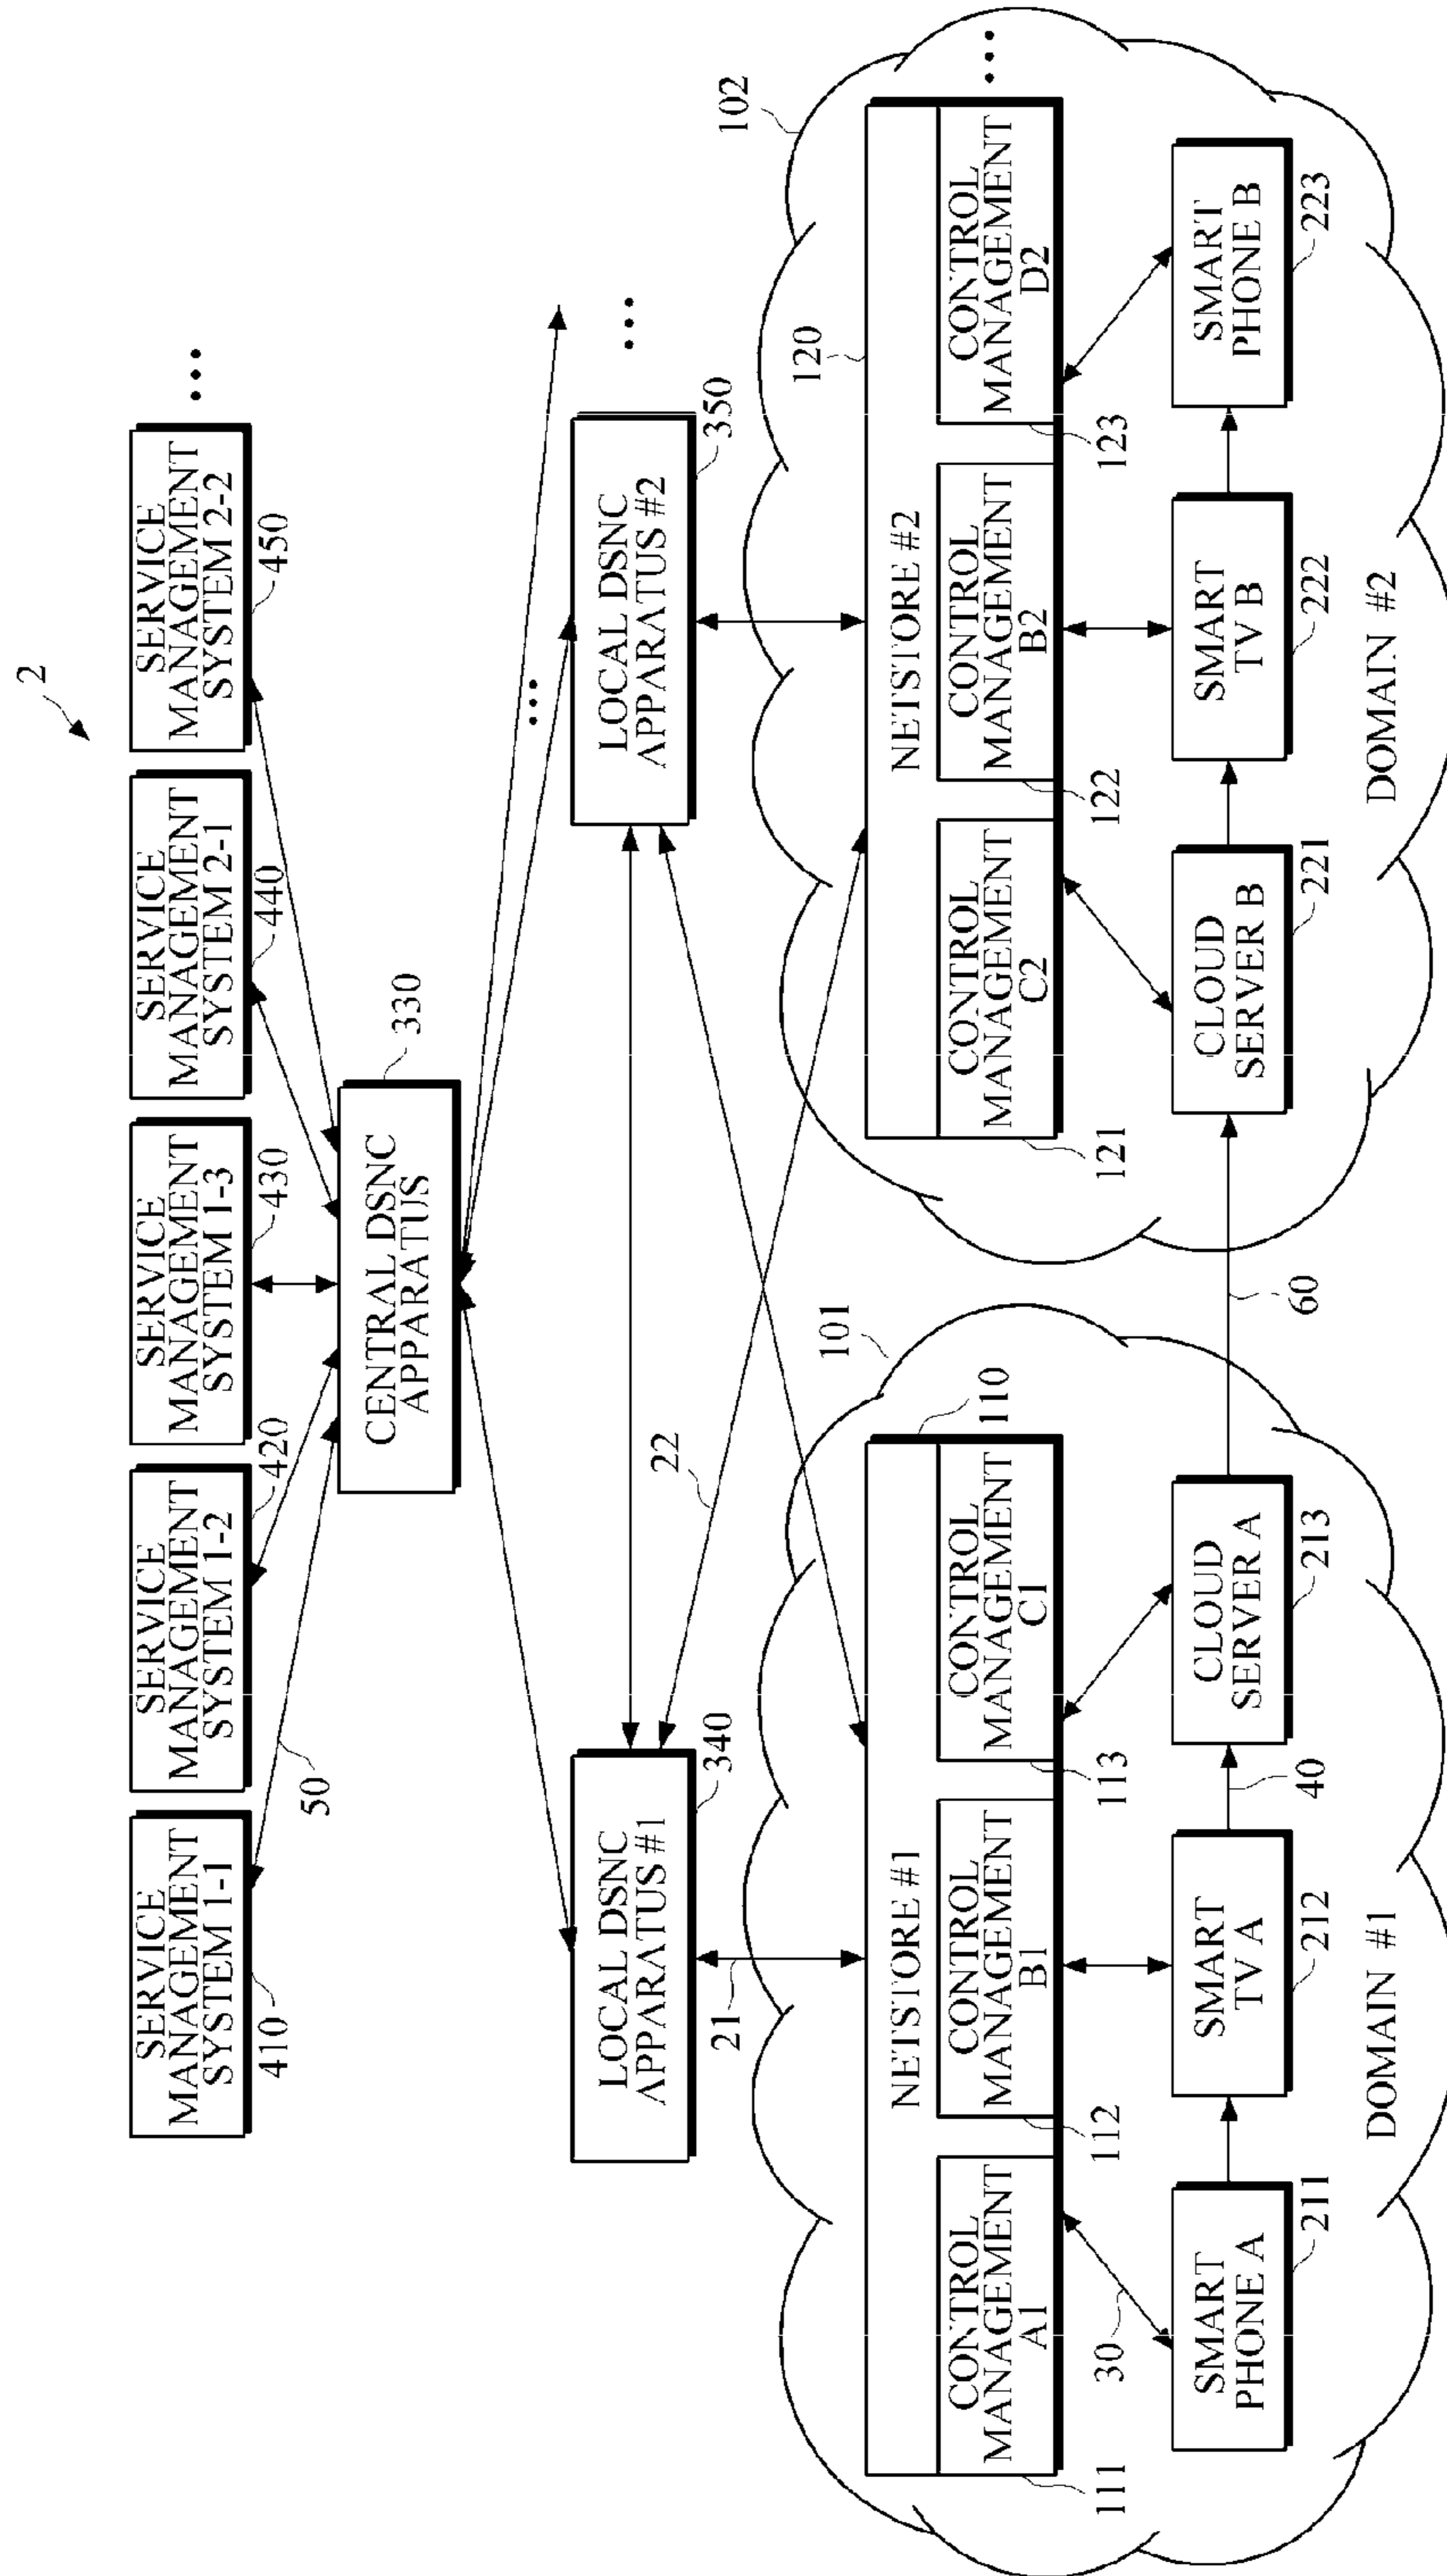 2
SERVICE
MANAGEMENT
SYSTEM 1-1
410
SERVICE
MANAGEMENT
SYSTEM 1-2
420
SERVICE
MANAGEMENT
SYSTEM 1-3
430
SERVICE
MANAGEMENT
SYSTEM 2-1
440
SERVICE
MANAGEMENT
SYSTEM 2-2
450
...
50
CENTRAL DSNC
APPARATUS
330
...
LOCAL DSNC
APPARATUS #1
340
LOCAL DSNC
APPARATUS #2
350
...
21
22
101
102
NETSTORE #1
110
CONTROL
MANAGEMENT
A1
111
CONTROL
MANAGEMENT
B1
112
CONTROL
MANAGEMENT
C1
113
NETSTORE #2
120
CONTROL
MANAGEMENT
C2
121
CONTROL
MANAGEMENT
B2
122
CONTROL
MANAGEMENT
D2
123
...
30
SMART
PHONE A
211
SMART
TV A
212
40
CLOUD
SERVER A
213
60
CLOUD
SERVER B
221
SMART
TV B
222
SMART
PHONE B
223
DOMAIN #1
DOMAIN #2